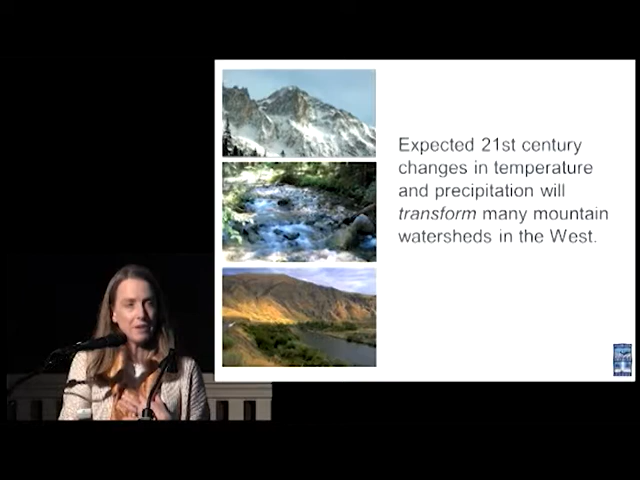 Expected 21st century
changes in temperature
and precipitation will
transform many mountain
watersheds in the West.